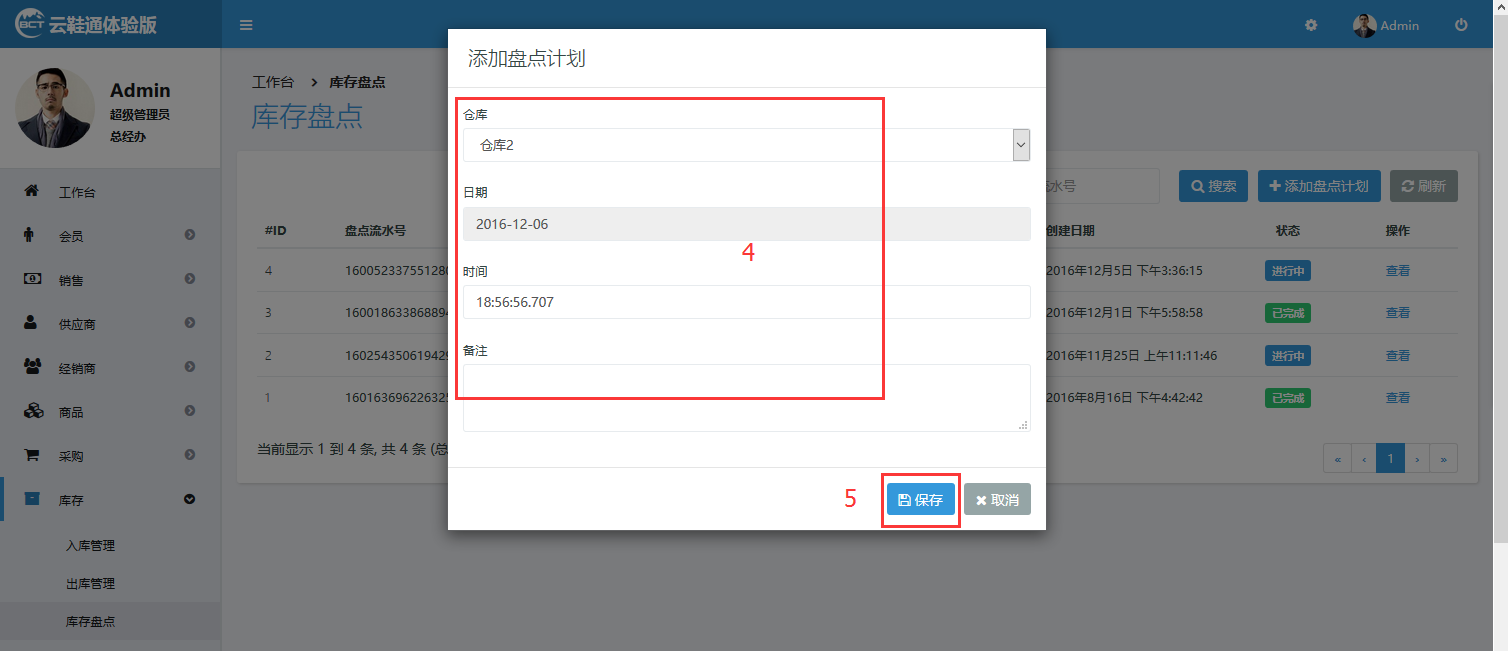 BCT 云鞋通体验版
Admin
Admin
超级管理员
总经办
工作台
会员
销售
供应商
经销商
商品
采购
库存
入库管理
出库管理
库存盘点
工作台 > 库存盘点
库存盘点
水号 搜索 添加盘点计划 刷新
#ID 盘点流水号 创建日期 状态 操作
4 1600523375512 2016年12月5日 下午3:36:15 进行中 查看
3 160018633868894 2016年12月1日 下午5:58:58 已完成 查看
2 160254350619429 2016年11月25日 上午11:11:46 进行中 查看
1 16016369622632 2016年8月16日 下午4:42:42 已完成 查看
当前显示 1 到 4 条, 共 4 条 (总
« ‹ 1 › »
添加盘点计划
仓库
仓库2
日期
2016-12-06
4
时间
18:56:56.707
备注
5 保存 取消